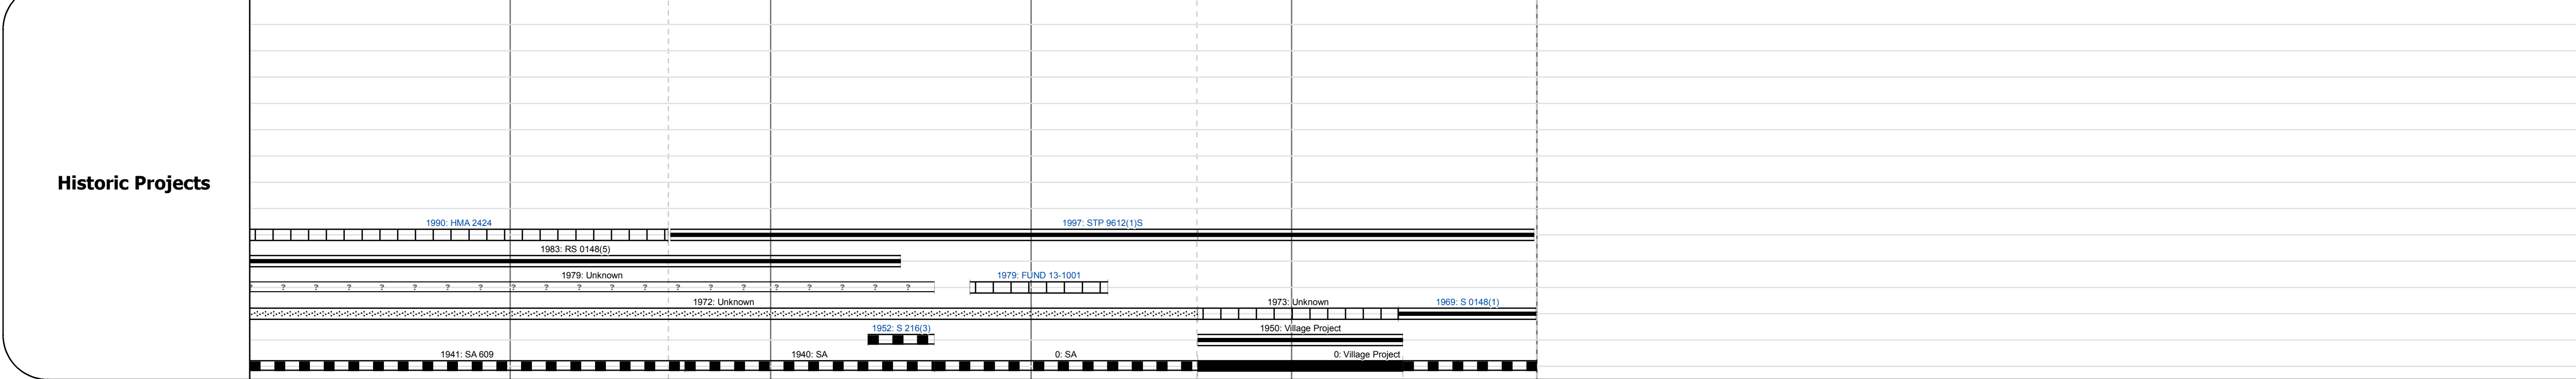 1990: HMA 2424 1997: STP 9612(1)S
1983: RS 0148(5)
1979: Unknown 1979: FUND 13-1001
? ? ? ? ? ? ? ? ? ? ? ? ? ? ? ? ? ? ? ? ?
1972: Unknown 1973: Unknown 1969: S 0148(1)
1952: S 216(3) 1950: Village Project
1941: SA 609 1940: SA 0: SA 0: Village Project
Historic Projects